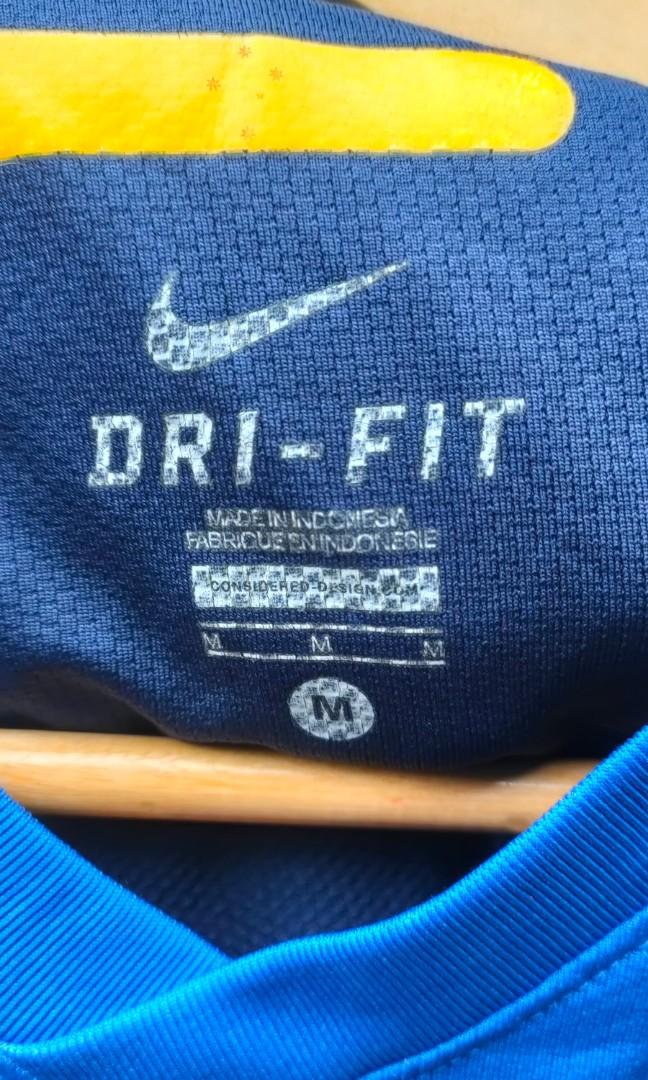 DRI-FIT
MADE IN INDONESIA
FABRIQUE EN INDONESIE
CONSIDERED-DESIGN.COM
M M M
M